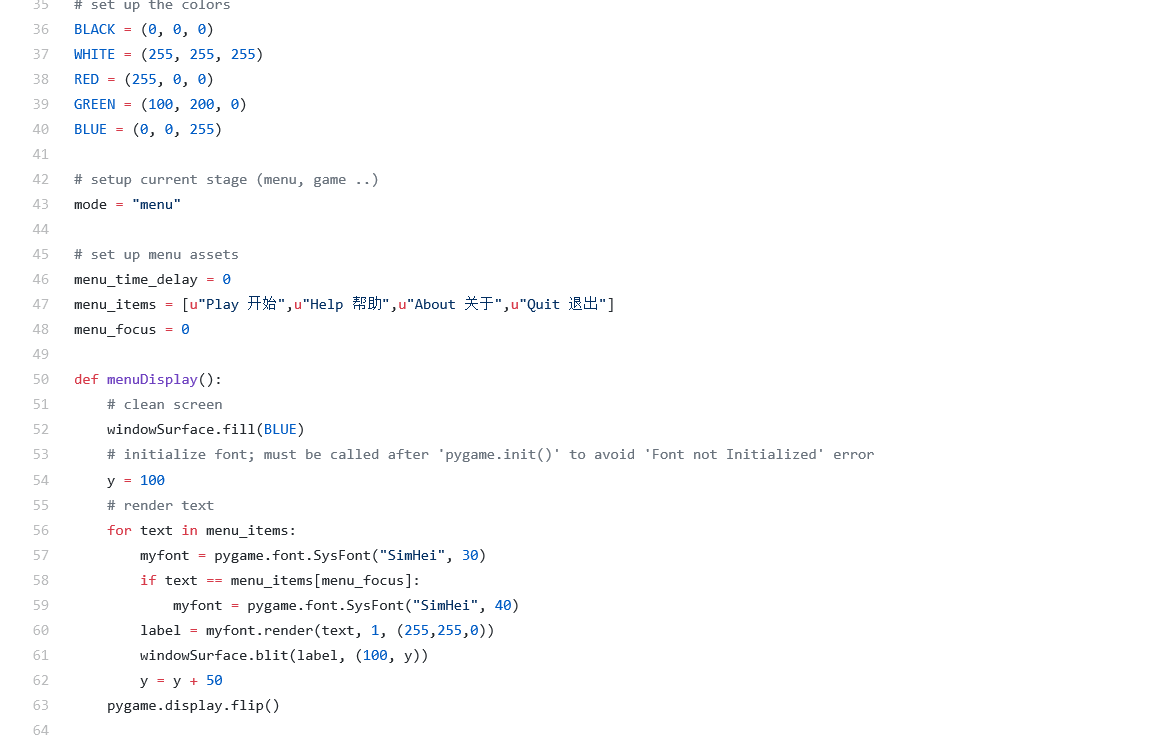 35 # set up the colors
36 BLACK = (0, 0, 0)
37 WHITE = (255, 255, 255)
38 RED = (255, 0, 0)
39 GREEN = (100, 200, 0)
40 BLUE = (0, 0, 255)
41
42 # setup current stage (menu, game ..)
43 mode = "menu"
44
45 # set up menu assets
46 menu_time_delay = 0
47 menu_items = [u"Play 开始",u"Help 帮助",u"About 关于",u"Quit 退出"]
48 menu_focus = 0
49
50 def menuDisplay():
51     # clean screen
52     windowSurface.fill(BLUE)
53     # initialize font; must be called after 'pygame.init()' to avoid 'Font not Initialized' error
54     y = 100
55     # render text
56     for text in menu_items:
57         myfont = pygame.font.SysFont("SimHei", 30)
58         if text == menu_items[menu_focus]:
59             myfont = pygame.font.SysFont("SimHei", 40)
60         label = myfont.render(text, 1, (255,255,0))
61         windowSurface.blit(label, (100, y))
62         y = y + 50
63     pygame.display.flip()
64